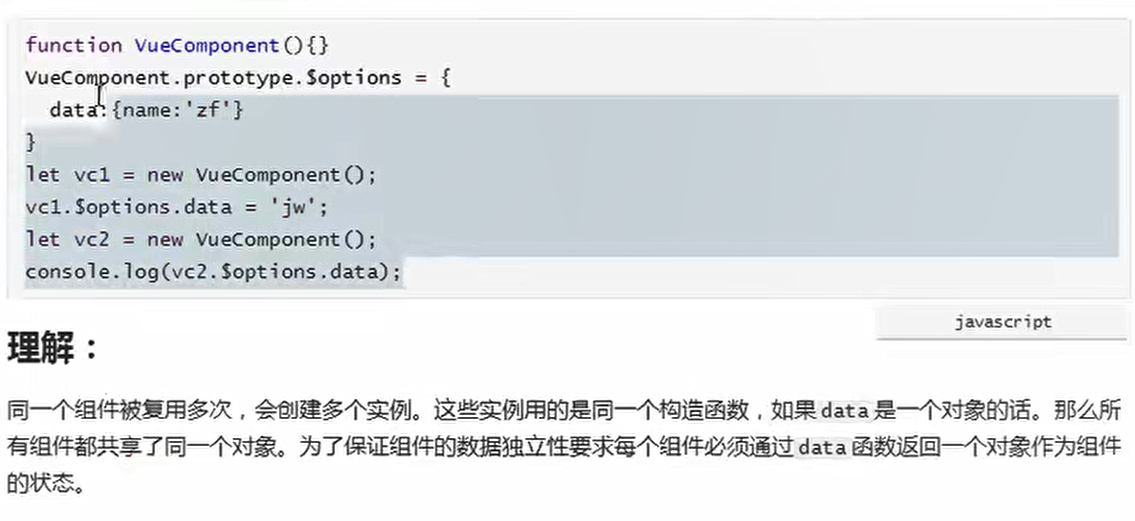 function VueComponent(){}
VueComponent.prototype.$options = {
  data:{name:'zf'}
}
let vc1 = new VueComponent();
vc1.$options.data = 'jw';
let vc2 = new VueComponent();
console.log(vc2.$options.data);
javascript
理解：
同一个组件被复用多次，会创建多个实例。这些实例用的是同一个构造函数，如果data是一个对象的话。那么所
有组件都共享了同一个对象。为了保证组件的数据独立性要求每个组件必须通过data函数返回一个对象作为组件
的状态。